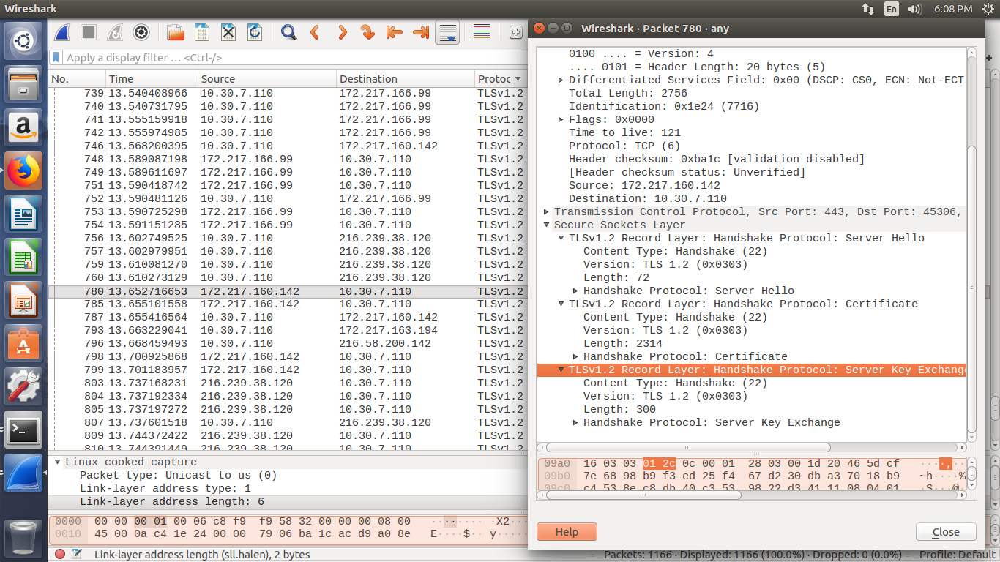 Wireshark
En
6:08 PM
Apply a display filter … <Ctrl-/>
No. Time Source Destination Protoc
739 13.540408966 10.30.7.110 172.217.166.99 TLSv1.2
740 13.540731795 10.30.7.110 172.217.166.99 TLSv1.2
741 13.555159918 10.30.7.110 172.217.166.99 TLSv1.2
742 13.555974985 10.30.7.110 172.217.166.99 TLSv1.2
746 13.568200395 10.30.7.110 172.217.160.142 TLSv1.2
748 13.589087198 172.217.166.99 10.30.7.110 TLSv1.2
749 13.589611697 172.217.166.99 10.30.7.110 TLSv1.2
751 13.590418742 172.217.166.99 10.30.7.110 TLSv1.2
752 13.590481126 10.30.7.110 172.217.166.99 TLSv1.2
753 13.590725298 172.217.166.99 10.30.7.110 TLSv1.2
754 13.591151285 172.217.166.99 10.30.7.110 TLSv1.2
756 13.602749525 10.30.7.110 216.239.38.120 TLSv1.2
757 13.602979951 10.30.7.110 216.239.38.120 TLSv1.2
759 13.610081270 10.30.7.110 216.239.38.120 TLSv1.2
760 13.610273129 10.30.7.110 216.239.38.120 TLSv1.2
780 13.652716653 172.217.160.142 10.30.7.110 TLSv1.2
785 13.655101558 172.217.160.142 10.30.7.110 TLSv1.2
787 13.655416564 10.30.7.110 172.217.160.142 TLSv1.2
793 13.663229041 10.30.7.110 172.217.163.194 TLSv1.2
796 13.668459493 10.30.7.110 216.58.200.142 TLSv1.2
798 13.700925868 172.217.160.142 10.30.7.110 TLSv1.2
799 13.701183957 172.217.160.142 10.30.7.110 TLSv1.2
803 13.737168231 216.239.38.120 10.30.7.110 TLSv1.2
804 13.737192334 216.239.38.120 10.30.7.110 TLSv1.2
805 13.737197272 216.239.38.120 10.30.7.110 TLSv1.2
807 13.737601518 10.30.7.110 216.239.38.120 TLSv1.2
809 13.744372422 216.239.38.120 10.30.7.110 TLSv1.2
810 13.744391449 216.239.38.120 10.30.7.110 TLSv1.2
Linux cooked capture
Packet type: Unicast to us (0)
Link-layer address type: 1
Link-layer address length: 6
0000 00 00 00 01 00 06 c8 f9 f9 58 32 00 00 00 08 00 ········ ·X2···
0010 45 00 0a c4 1e 24 00 00 79 06 ba 1c ac d9 a0 8e E····$·· y·····
Link-layer address length (sll.halen), 2 bytes
Packets: 1166 · Displayed: 1166 (100.0%) · Dropped: 0 (0.0%)
Profile: Default
Wireshark · Packet 780 · any
0100 .... = Version: 4
.... 0101 = Header Length: 20 bytes (5)
Differentiated Services Field: 0x00 (DSCP: CS0, ECN: Not-ECT
Total Length: 2756
Identification: 0x1e24 (7716)
Flags: 0x0000
Time to live: 121
Protocol: TCP (6)
Header checksum: 0xba1c [validation disabled]
[Header checksum status: Unverified]
Source: 172.217.160.142
Destination: 10.30.7.110
Transmission Control Protocol, Src Port: 443, Dst Port: 45306,
Secure Sockets Layer
TLSv1.2 Record Layer: Handshake Protocol: Server Hello
Content Type: Handshake (22)
Version: TLS 1.2 (0x0303)
Length: 72
Handshake Protocol: Server Hello
TLSv1.2 Record Layer: Handshake Protocol: Certificate
Content Type: Handshake (22)
Version: TLS 1.2 (0x0303)
Length: 2314
Handshake Protocol: Certificate
TLSv1.2 Record Layer: Handshake Protocol: Server Key Exchange
Content Type: Handshake (22)
Version: TLS 1.2 (0x0303)
Length: 300
Handshake Protocol: Server Key Exchange
09a0 16 03 03 01 2c 0c 00 01 28 03 00 1d 20 46 5d cf ····,··
09b0 7e 68 98 b9 f3 ed 25 f4 67 d2 30 db a3 70 18 b9 ~h····%
09c0 c4 53 8e c8 db 40 c3 53 98 22 d3 41 11 08 04 01 ·S···@·
Help
Close